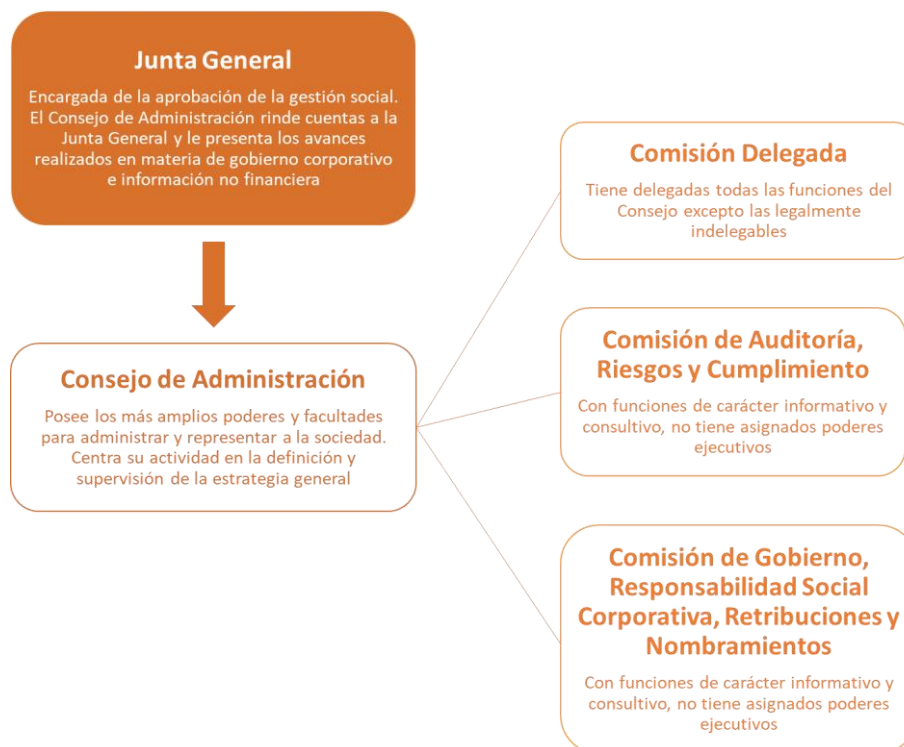 Junta General
Encargada de la aprobación de la gestión social.
El Consejo de Administración rinde cuentas a la
Junta General y le presenta los avances
realizados en materia de gobierno corporativo
e información no financiera
Consejo de Administración
Posee los más amplios poderes y facultades
para administrar y representar a la sociedad.
Centra su actividad en la definición y
supervisión de la estrategia general
Comisión Delegada
Tiene delegadas todas las funciones del
Consejo excepto las legalmente
indelegables
Comisión de Auditoría,
Riesgos y Cumplimiento
Con funciones de carácter informativo y
consultivo, no tiene asignados poderes
ejecutivos
Comisión de Gobierno,
Responsabilidad Social
Corporativa, Retribuciones y
Nombramientos
Con funciones de carácter informativo y
consultivo, no tiene asignados poderes
ejecutivos